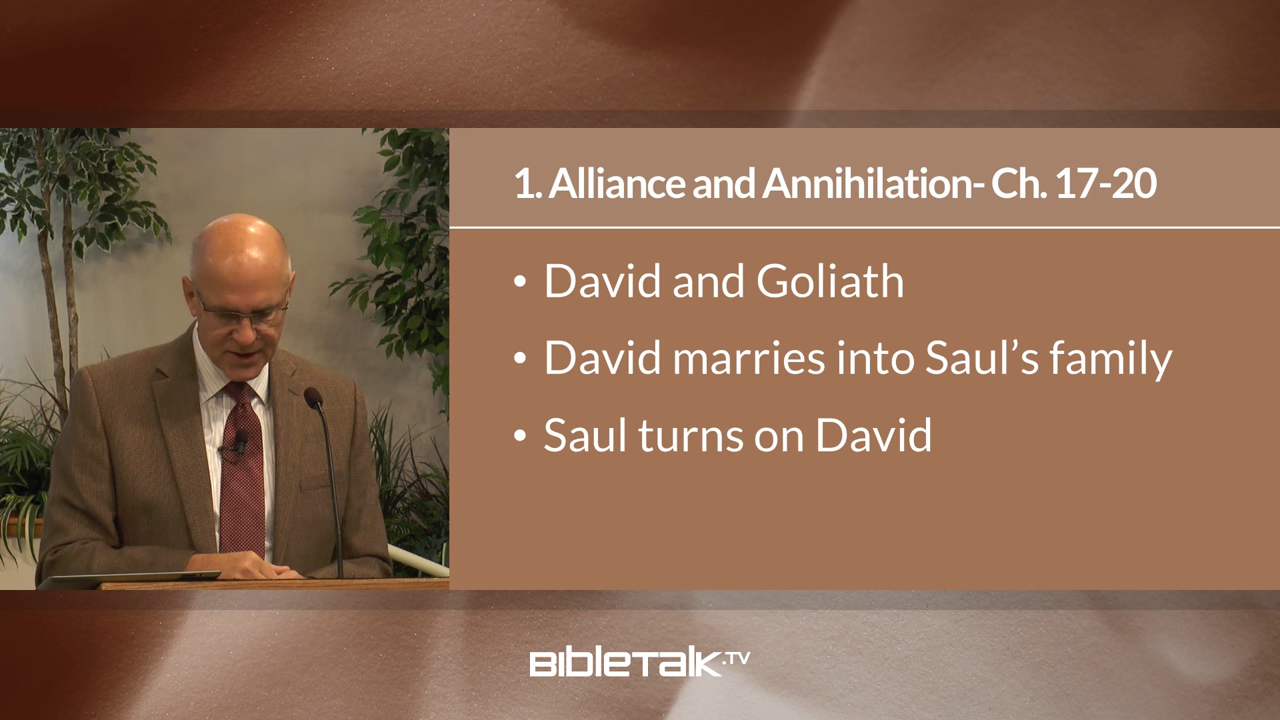 1. Alliance and Annihilation- Ch. 17-20
• David and Goliath
• David marries into Saul’s family
• Saul turns on David
BIBLETALK.TV